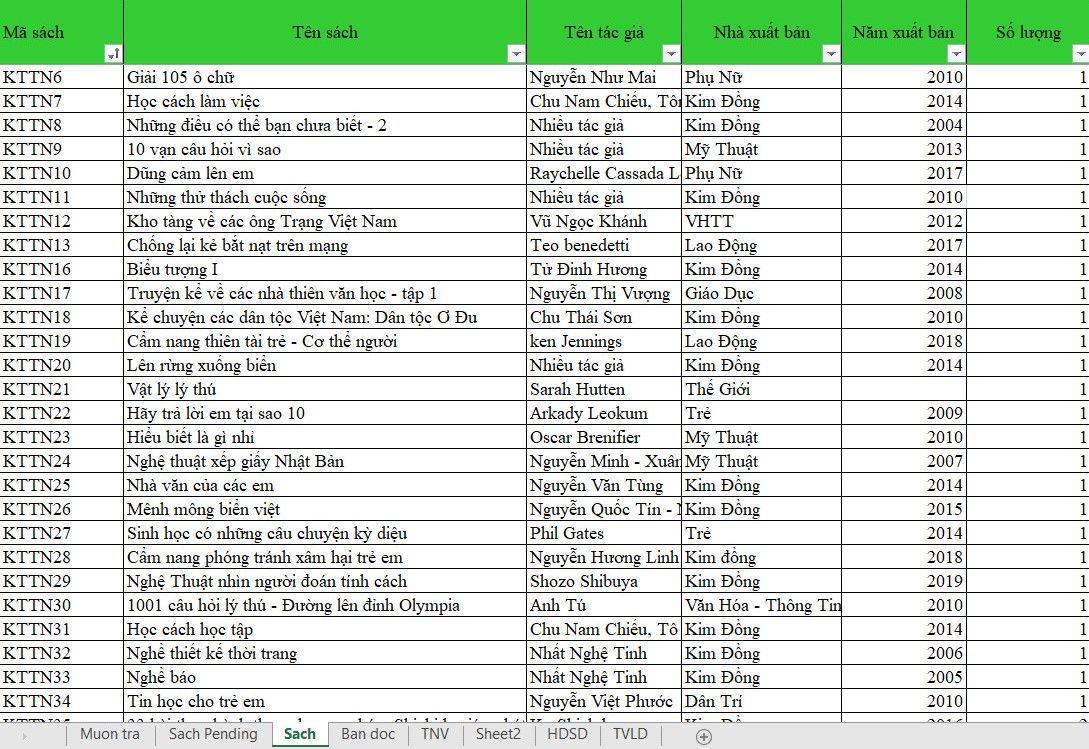 Mã sách Tên sách Tên tác giả Nhà xuất bản Năm xuất bản Số lượng
KTTN6 Giải 105 ô chữ Nguyễn Như Mai Phụ Nữ 2010 1
KTTN7 Học cách làm việc Chu Nam Chiếu, Tôn Kim Đồng 2014 1
KTTN8 Những điều có thể bạn chưa biết - 2 Nhiều tác giả Kim Đồng 2004 1
KTTN9 10 vạn câu hỏi vì sao Nhiều tác giả Mỹ Thuật 2013 1
KTTN10 Dũng cảm lên em Raychelle Cassada L Phụ Nữ 2017 1
KTTN11 Những thử thách cuộc sống Nhiều tác giả Kim Đồng 2010 1
KTTN12 Kho tàng về các ông Trạng Việt Nam Vũ Ngọc Khánh VHTT 2012 1
KTTN13 Chống lại kẻ bắt nạt trên mạng Teo benedetti Lao Động 2017 1
KTTN16 Biểu tượng I Từ Đinh Hương Kim Đồng 2014 1
KTTN17 Truyện kể về các nhà thiên văn học - tập 1 Nguyễn Thị Vượng Giáo Dục 2008 1
KTTN18 Kể chuyện các dân tộc Việt Nam: Dân tộc Ơ Đu Chu Thái Sơn Kim Đồng 2010 1
KTTN19 Cẩm nang thiên tài trẻ - Cơ thể người ken Jennings Lao Động 2018 1
KTTN20 Lên rừng xuống biển Nhiều tác giả Kim Đồng 2014 1
KTTN21 Vật lý lý thú Sarah Hutten Thế Giới 1
KTTN22 Hãy trả lời em tại sao 10 Arkady Leokum Trẻ 2009 1
KTTN23 Hiểu biết là gì nhỉ Oscar Brenifier Mỹ Thuật 2010 1
KTTN24 Nghệ thuật xếp giấy Nhật Bản Nguyễn Minh - Xuân Mỹ Thuật 2007 1
KTTN25 Nhà văn của các em Nguyễn Văn Tùng Kim Đồng 2014 1
KTTN26 Mênh mông biển việt Nguyễn Quốc Tín - Kim Đồng 2015 1
KTTN27 Sinh học có những câu chuyện kỳ diệu Phil Gates Trẻ 2014 1
KTTN28 Cẩm nang phóng tránh xâm hại trẻ em Nguyễn Hương Linh Kim đồng 2018 1
KTTN29 Nghệ Thuật nhìn người đoán tính cách Shozo Shibuya Kim Đồng 2019 1
KTTN30 1001 câu hỏi lý thú - Đường lên đỉnh Olympia Anh Tú Văn Hóa - Thông Tin 2010 1
KTTN31 Học cách học tập Chu Nam Chiếu, Tô Kim Đồng 2014 1
KTTN32 Nghề thiết kế thời trang Nhất Nghệ Tinh Kim Đồng 2006 1
KTTN33 Nghề báo Nhất Nghệ Tinh Kim Đồng 2005 1
KTTN34 Tin học cho trẻ em Nguyễn Việt Phước Dân Trí 2010 1
Muon tra Sach Pending Sach Ban doc TNV Sheet2 HDSD TVLD